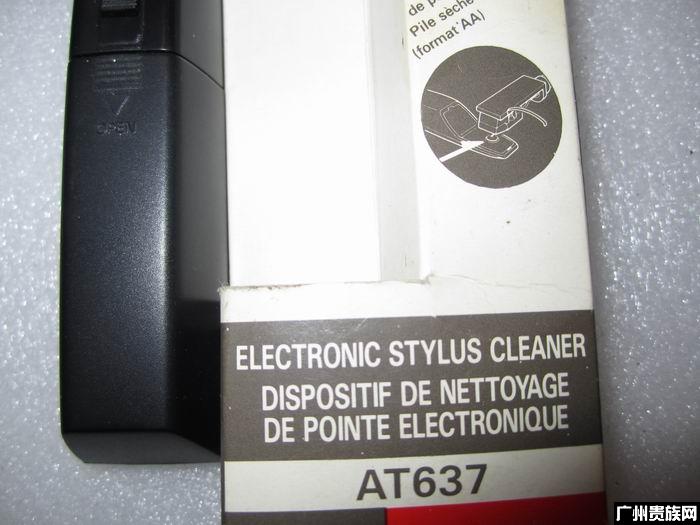 de p
Pile sèche
(format AA)
OPEN
ELECTRONIC STYLUS CLEANER
DISPOSITIF DE NETTOYAGE
DE POINTE ELECTRONIQUE
AT637
广州贵族网